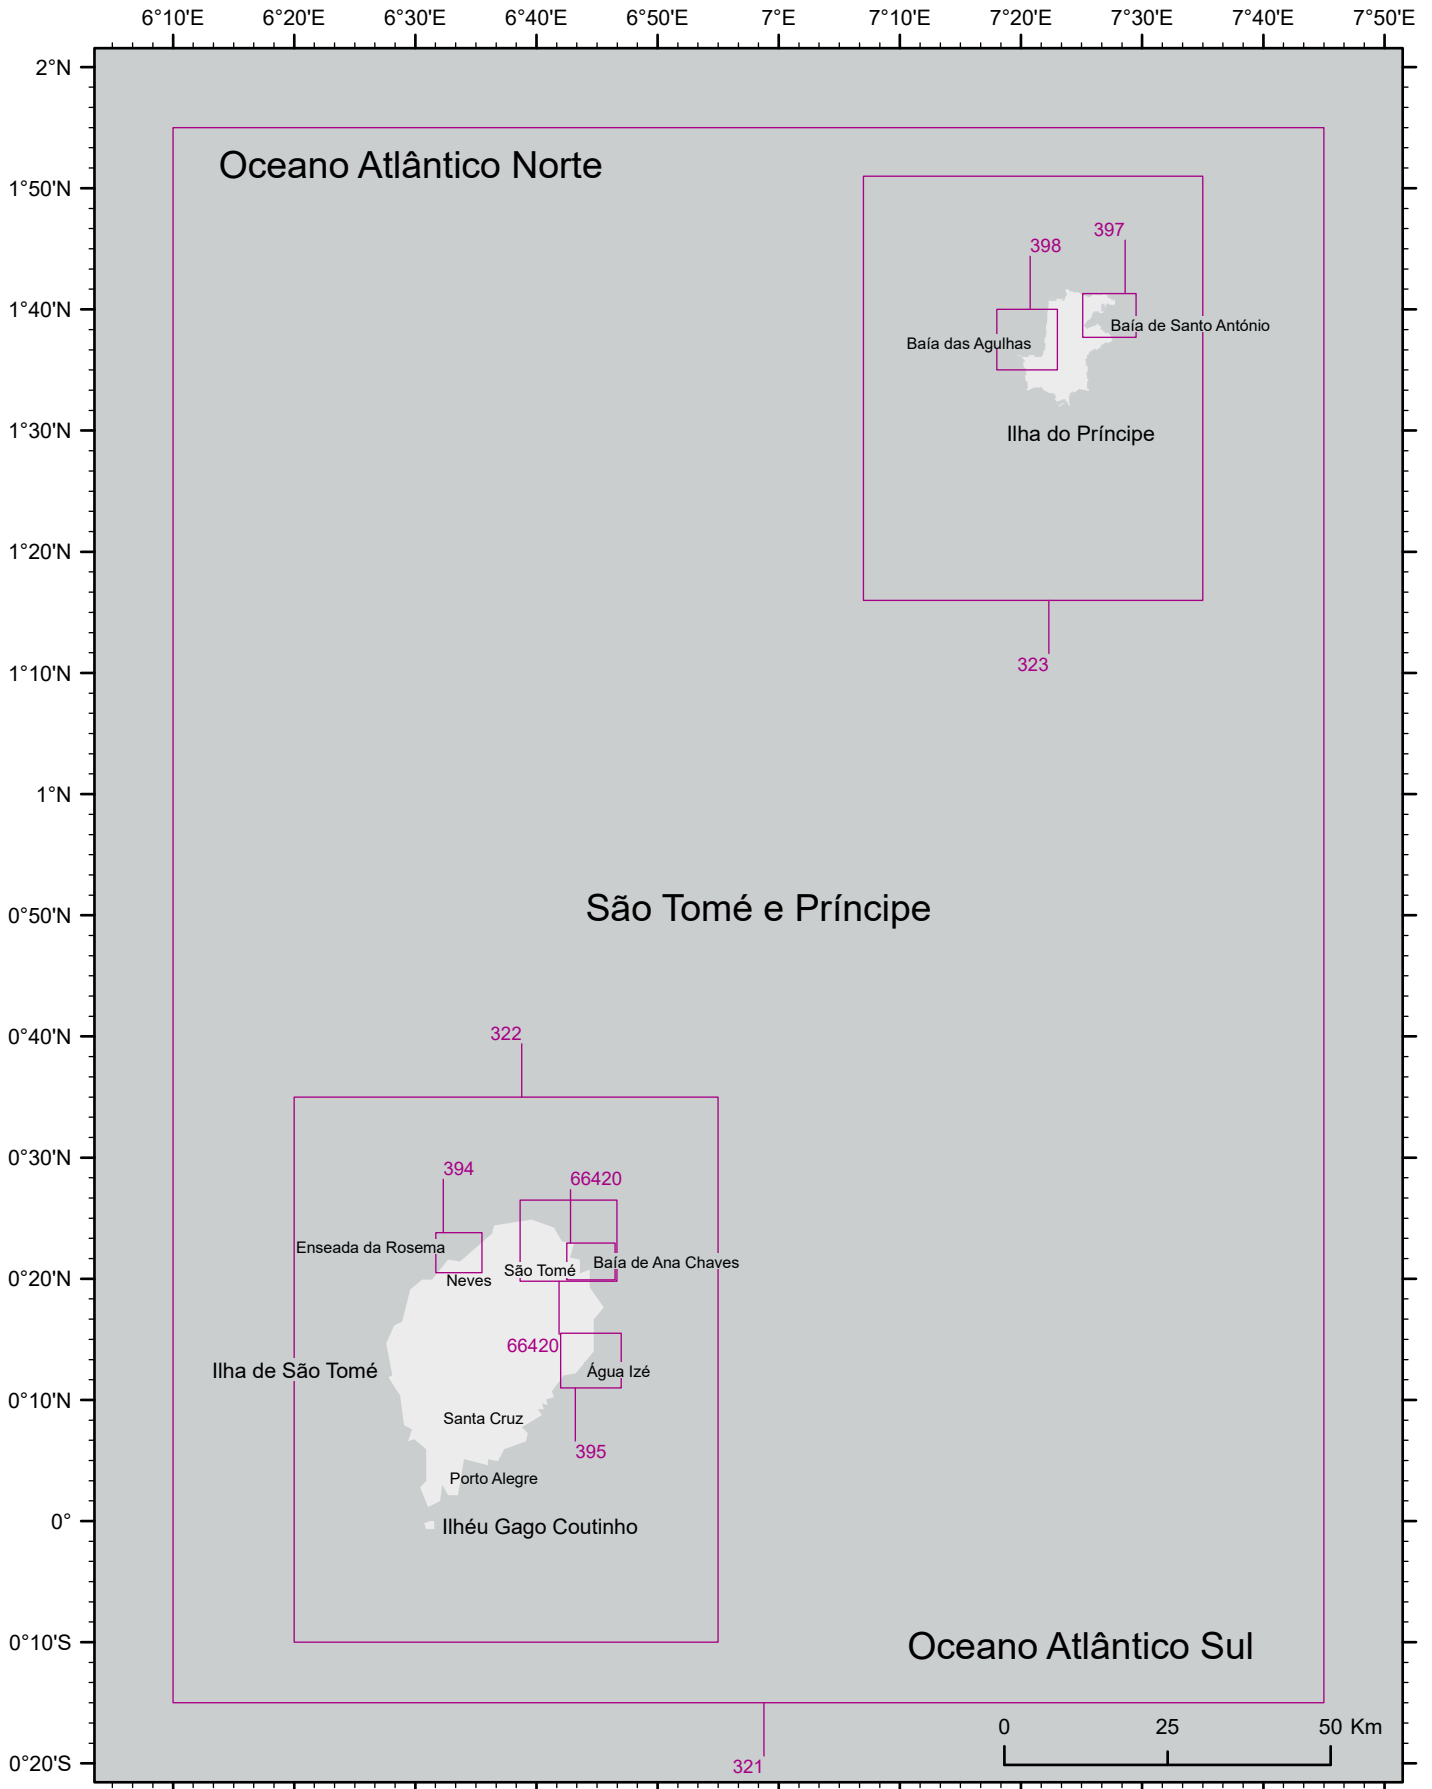 6°10'E 6°20'E 6°30'E 6°40'E 6°50'E 7°E 7°10'E 7°20'E 7°30'E 7°40'E 7°50'E
2°N
Oceano Atlântico Norte
1°50'N
397
398
1°40'N
Baía de Santo António
Baía das Agulhas
1°30'N
Ilha do Príncipe
1°20'N
323
1°10'N
1°N
São Tomé e Príncipe
0°50'N
0°40'N
322
0°30'N
394
66420
Enseada da Rosema
Baía de Ana Chaves
São Tomé
0°20'N
Neves
66420
Ilha de São Tomé
Água Izé
0°10'N
Santa Cruz
395
Porto Alegre
0°
Ilhéu Gago Coutinho
0°10'S
Oceano Atlântico Sul
0 25 50 Km
0°20'S
321